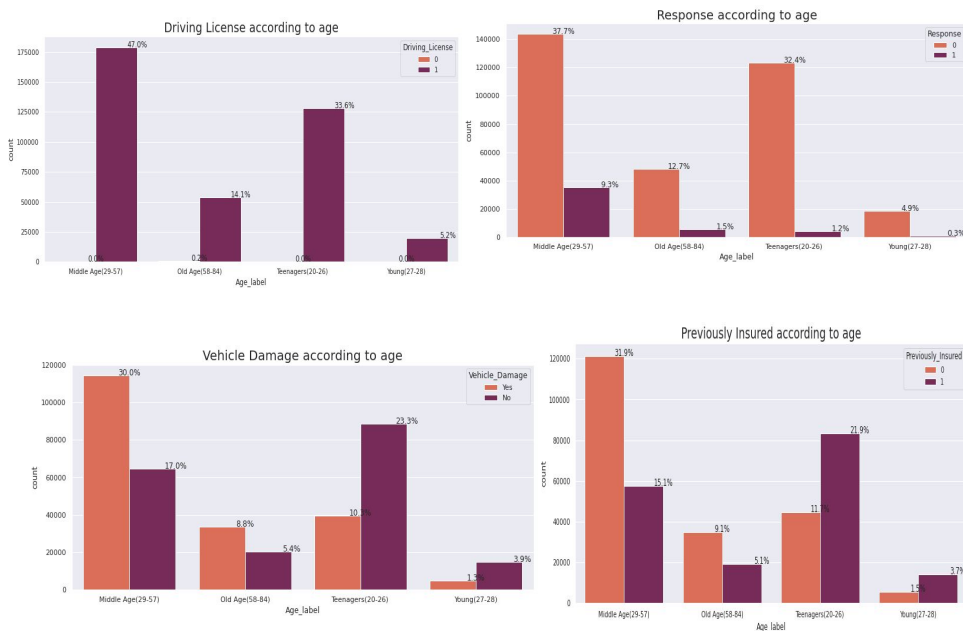 Driving License according to age
Driving_License
0
1
175000
150000
125000
100000
75000
50000
25000
0
count
47.0%
14.1%
33.6%
5.2%
0.0%
0.2%
0.0%
0.0%
Middle Age(29-57)
Old Age(58-84)
Teenagers(20-26)
Young(27-28)
Age_label
Response according to age
Response
0
1
140000
120000
100000
80000
60000
40000
20000
0
count
37.7%
9.3%
12.7%
1.5%
32.4%
1.2%
4.9%
0.3%
Middle Age(29-57)
Old Age(58-84)
Teenagers(20-26)
Young(27-28)
Age_label
Vehicle Damage according to age
Vehicle_Damage
Yes
No
120000
100000
80000
60000
40000
20000
0
count
30.0%
17.0%
8.8%
5.4%
23.3%
1.3%
3.9%
Middle Age(29-57)
Old Age(58-84)
Teenagers(20-26)
Young(27-28)
Age_label
Previously Insured according to age
Previously_Insured
0
1
120000
100000
80000
60000
40000
20000
0
count
31.9%
15.1%
9.1%
5.1%
11.7%
21.9%
1.5%
3.7%
Middle Age(29-57)
Old Age(58-84)
Teenagers(20-26)
Young(27-28)
Age_label